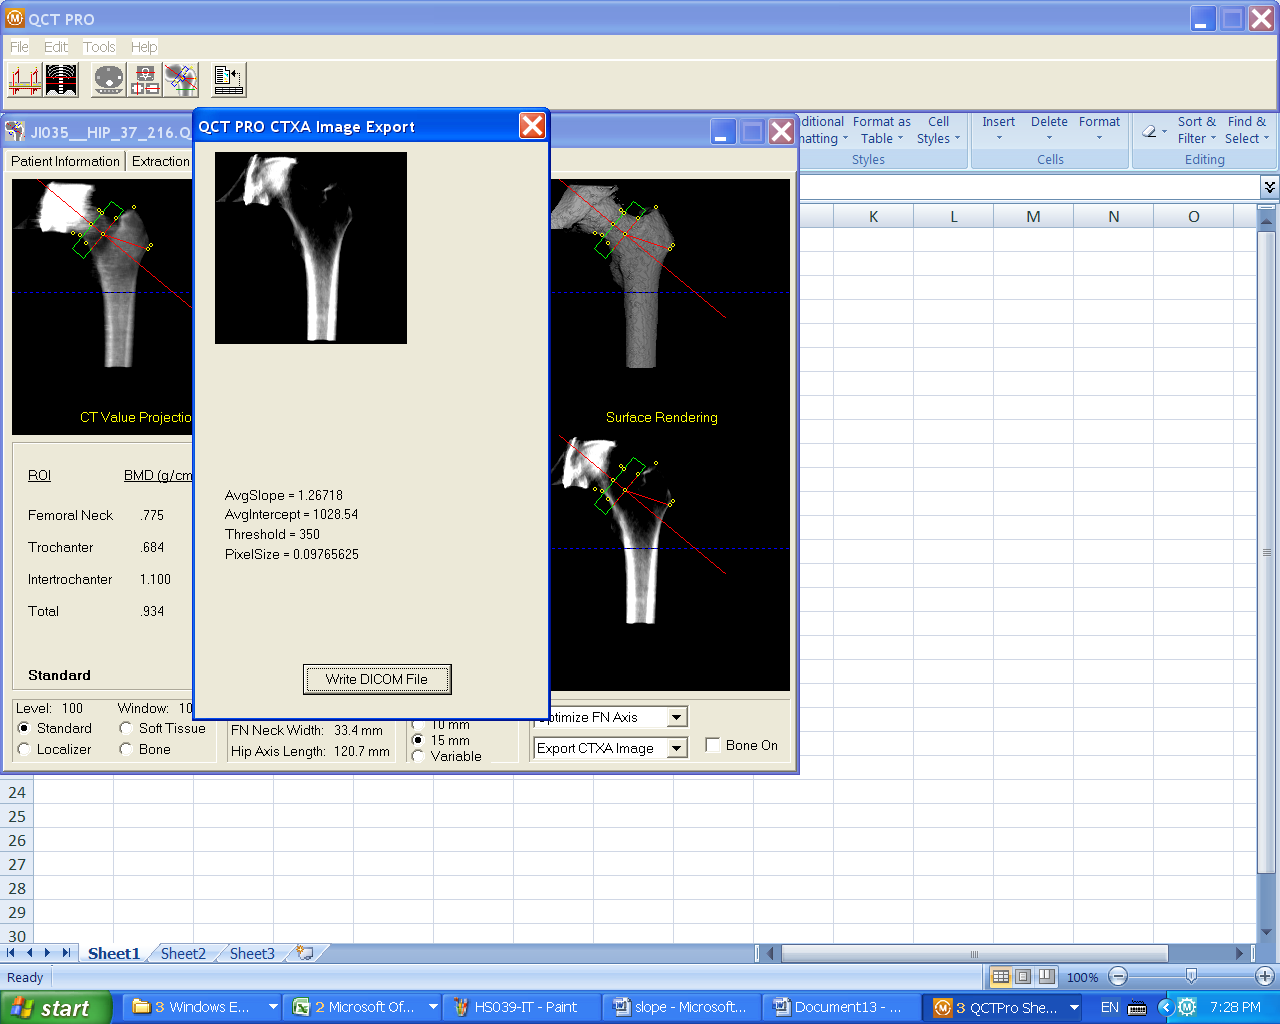 QCT PRO
File Edit Tools Help
JI035__HIP_37_216.Q
QCT PRO CTXA Image Export
Patient Information Extraction
CT Value Projectio
Surface Rendering
ROI BMD (g/cm
Femoral Neck .775
Trochanter .684
Intertrochanter 1.100
Total .934
Standard
AvgSlope = 1.26718
AvgIntercept = 1028.54
Threshold = 350
PixelSize = 0.09765625
Write DICOM File
Level: 100 Window: 10
Standard Soft Tissue
Localizer Bone
FN Neck Width: 33.4 mm
Hip Axis Length: 120.7 mm
10 mm
15 mm
Variable
Optimize FN Axis
Export CTXA Image
Bone On
ditional Format as Cell
matting Table Styles
Styles
Insert Delete Format
Cells
Sort & Find &
Filter Select
Editing
K L M N O
24
25
26
27
28
29
30
Sheet1 Sheet2 Sheet3
Ready
100%
start
3 Windows E...
2 Microsoft Of...
HS039-TT - Paint
slope - Microsoft...
Document13 - ...
3 QCTPro She...
EN
7:28 PM